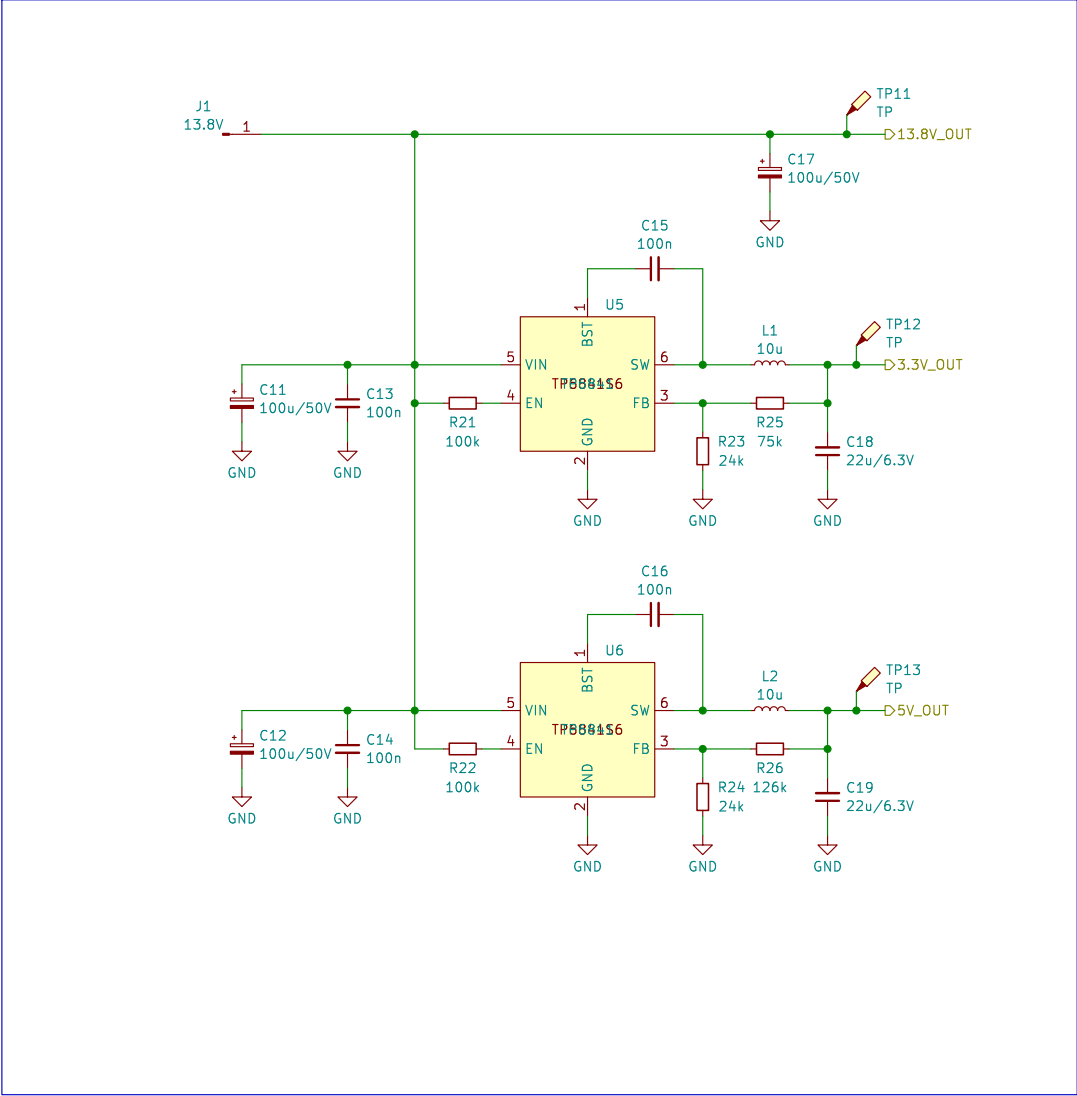 J1
13.8V
1
TP11
TP
13.8V_OUT
C17
100u/50V
GND
C15
100n
U5
1
BST
5
VIN
SW
6
4
EN
FB
3
GND
2
GND
C11
100u/50V
GND
C13
100n
GND
R21
100k
L1
10u
TP12
TP
3.3V_OUT
R25
75k
R23
24k
GND
C18
22u/6.3V
GND
C16
100n
U6
1
BST
5
VIN
SW
6
4
EN
FB
3
GND
2
GND
C12
100u/50V
GND
C14
100n
GND
R22
100k
L2
10u
TP13
TP
5V_OUT
R26
126k
R24
24k
GND
C19
22u/6.3V
GND